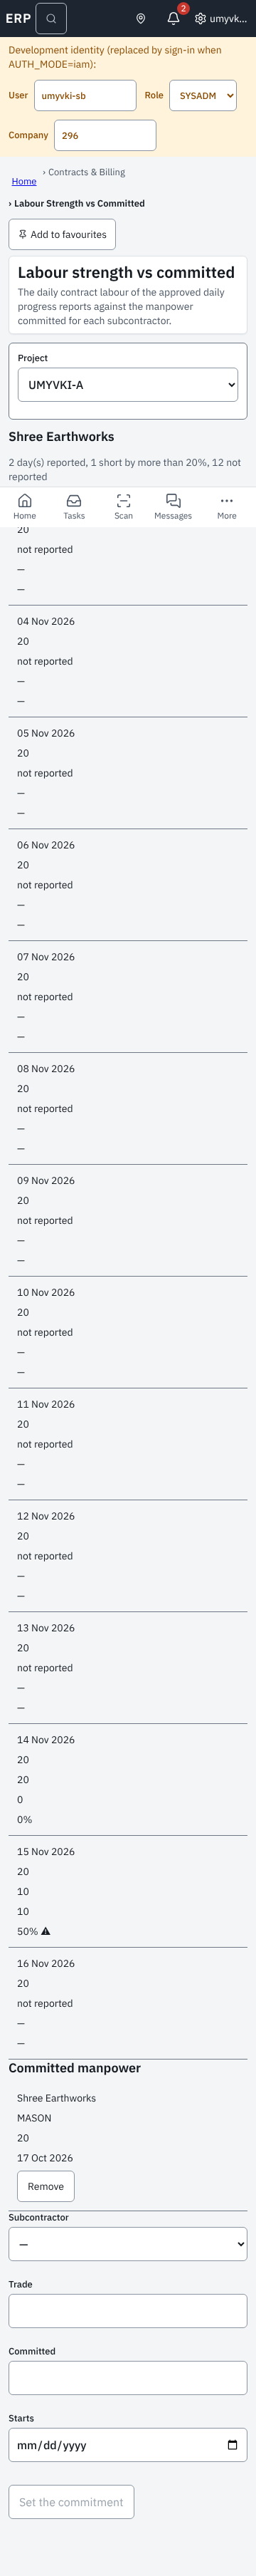 ERP
2
umyvk...
Development identity (replaced by sign-in when
AUTH_MODE=iam):
User
umyvki-sb
Role
SYSADM
Company
296
Home
› Contracts & Billing
› Labour Strength vs Committed
Add to favourites
Labour strength vs committed
The daily contract labour of the approved daily
progress reports against the manpower
committed for each subcontractor.
Project
UMYVKI-A
Shree Earthworks
2 day(s) reported, 1 short by more than 20%, 12 not
reported
Home
Tasks
Scan
Messages
More
20
not reported
—
—
04 Nov 2026
20
not reported
—
—
05 Nov 2026
20
not reported
—
—
06 Nov 2026
20
not reported
—
—
07 Nov 2026
20
not reported
—
—
08 Nov 2026
20
not reported
—
—
09 Nov 2026
20
not reported
—
—
10 Nov 2026
20
not reported
—
—
11 Nov 2026
20
not reported
—
—
12 Nov 2026
20
not reported
—
—
13 Nov 2026
20
not reported
—
—
14 Nov 2026
20
20
0
0%
15 Nov 2026
20
10
10
50% ⚠
16 Nov 2026
20
not reported
—
—
Committed manpower
Shree Earthworks
MASON
20
17 Oct 2026
Remove
Subcontractor
—
Trade
Committed
Starts
mm/dd/yyyy
Set the commitment